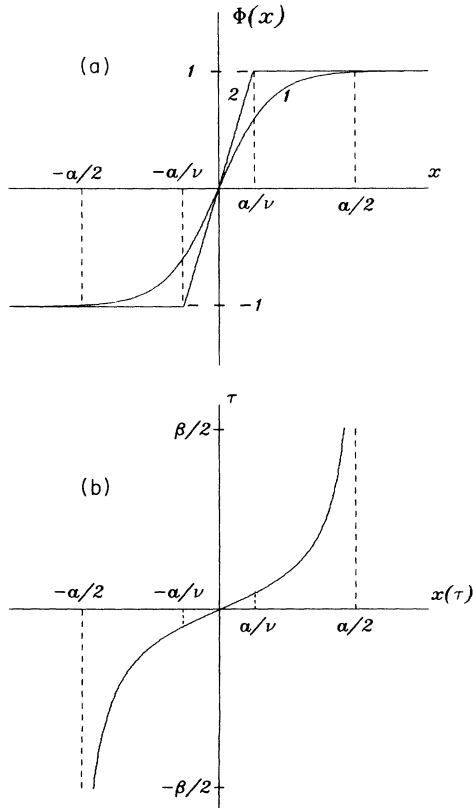 Φ(x)
(a)
1
2
1
-α/2
-α/ν
x
α/ν
α/2
-1
τ
β/2
(b)
-α/2
-α/ν
x(τ)
α/ν
α/2
-β/2